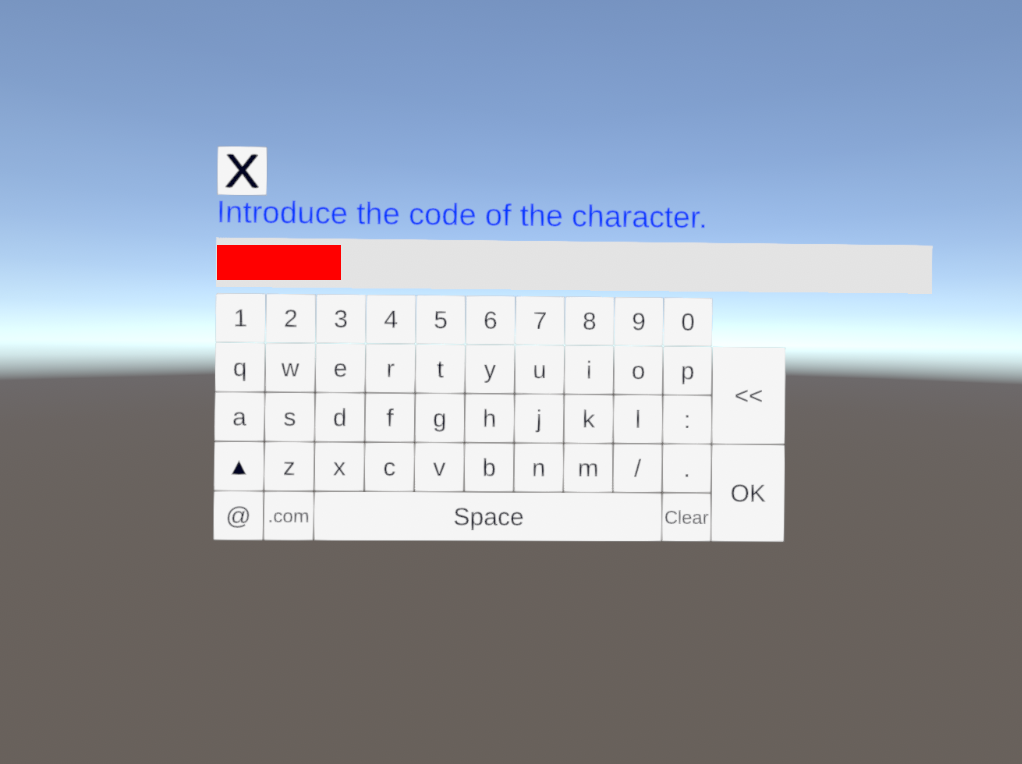 X
Introduce the code of the character.
1 2 3 4 5 6 7 8 9 0
q w e r t y u i o p
<<
a s d f g h j k l :
▲ z x c v b n m / .
OK
@ .com Space Clear